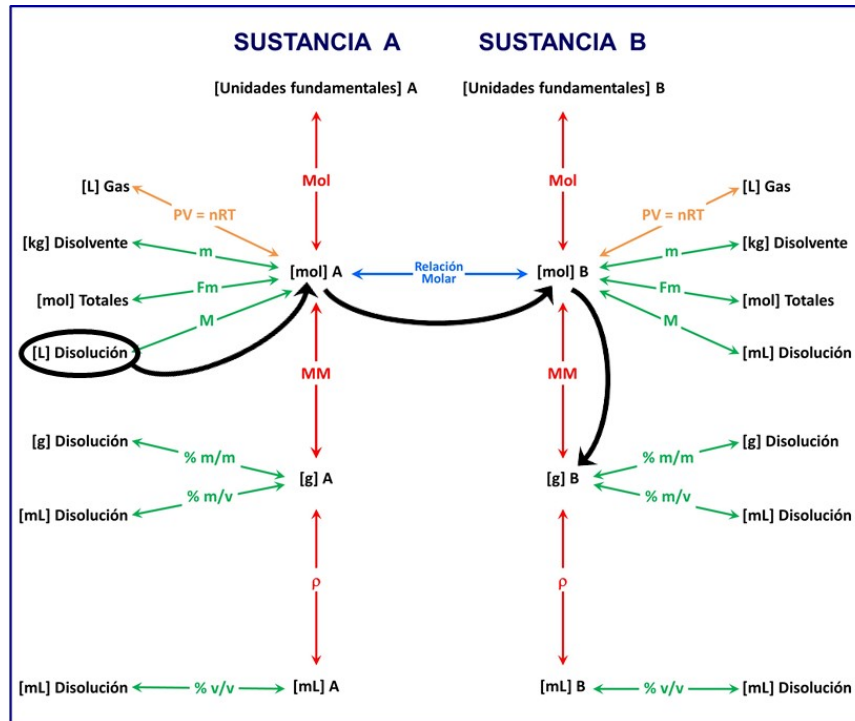 SUSTANCIA A SUSTANCIA B
[Unidades fundamentales] A [Unidades fundamentales] B
Mol Mol
[L] Gas [L] Gas
PV = nRT PV = nRT
[kg] Disolvente m m [kg] Disolvente
[mol] A Relación Molar [mol] B
[mol] Totales Fm Fm [mol] Totales
M M
[L] Disolución [mL] Disolución
MM MM
[g] Disolución [g] Disolución
% m/m % m/m
[g] A [g] B
% m/v % m/v
[mL] Disolución [mL] Disolución
ρ ρ
[mL] Disolución % v/v [mL] A [mL] B % v/v [mL] Disolución